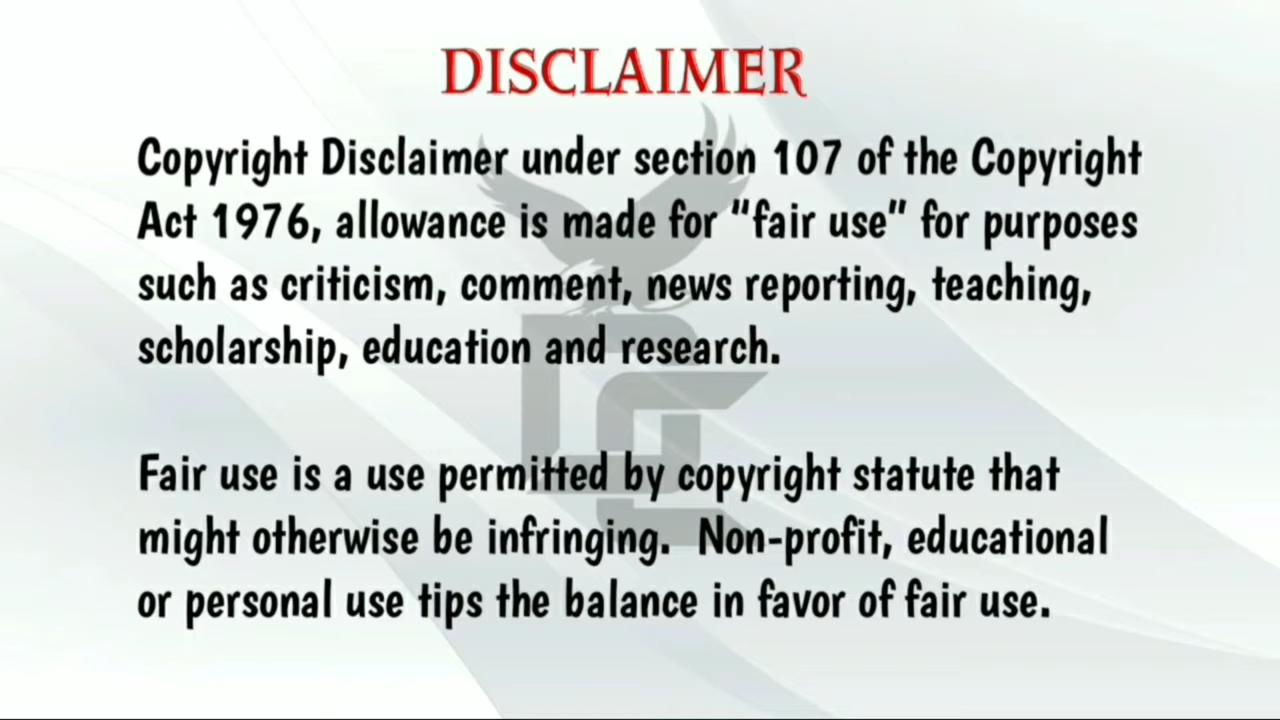 DISCLAIMER
Copyright Disclaimer under section 107 of the Copyright
Act 1976, allowance is made for “fair use” for purposes
such as criticism, comment, news reporting, teaching,
scholarship, education and research.
Fair use is a use permitted by copyright statute that
might otherwise be infringing.  Non-profit, educational
or personal use tips the balance in favor of fair use.